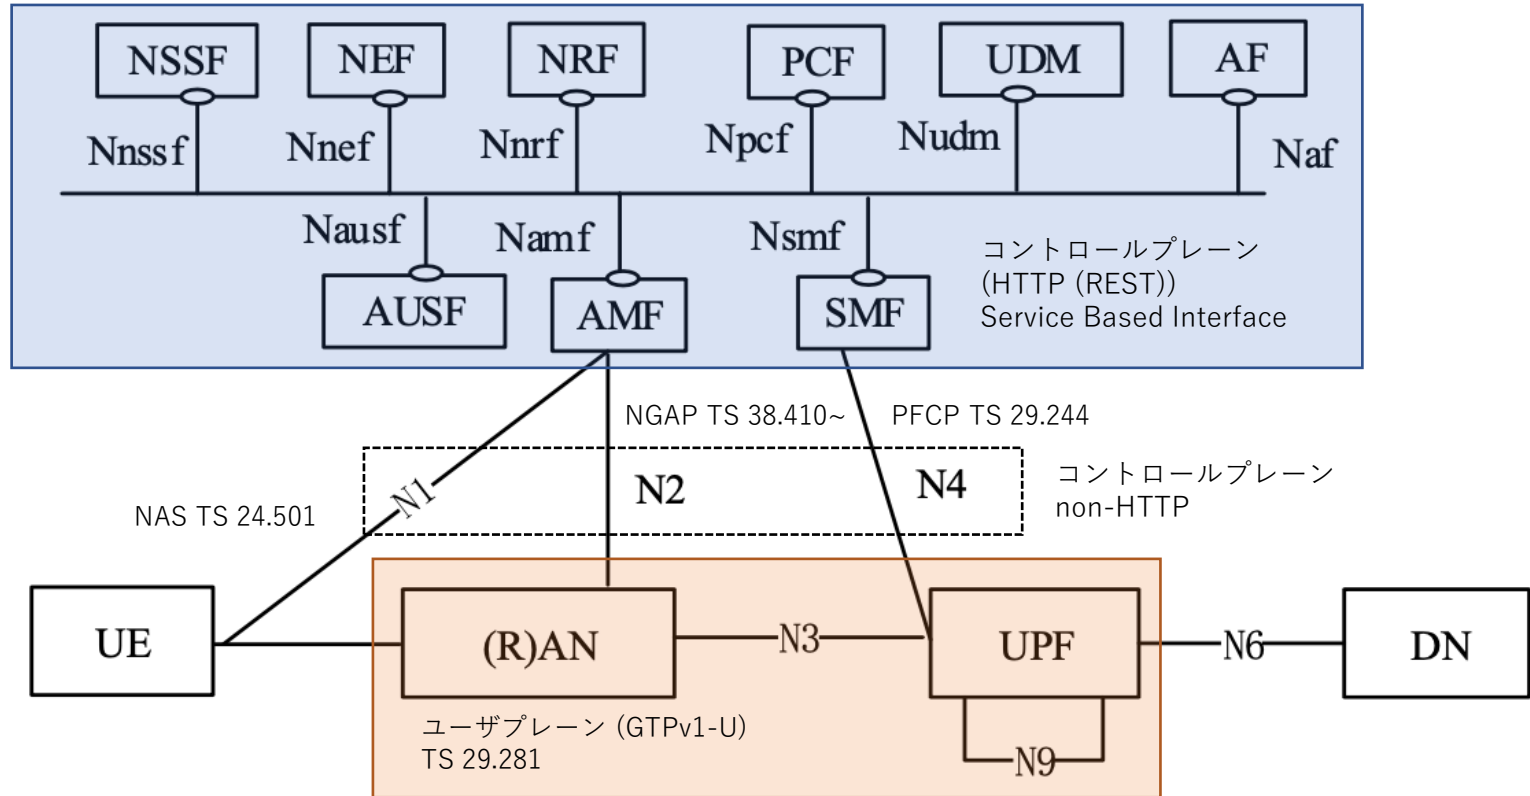 NSSF
NEF
NRF
PCF
UDM
AF
Nnssf
Nnef
Nnrf
Npcf
Nudm
Naf
Nausf
Namf
Nsmf
AUSF
AMF
SMF
コントロールプレーン
(HTTP (REST))
Service Based Interface
NGAP TS 38.410~
PFCP TS 29.244
N1
N2
N4
コントロールプレーン
non-HTTP
NAS TS 24.501
UE
(R)AN
N3
UPF
N6
DN
ユーザプレーン (GTPv1-U)
TS 29.281
N9